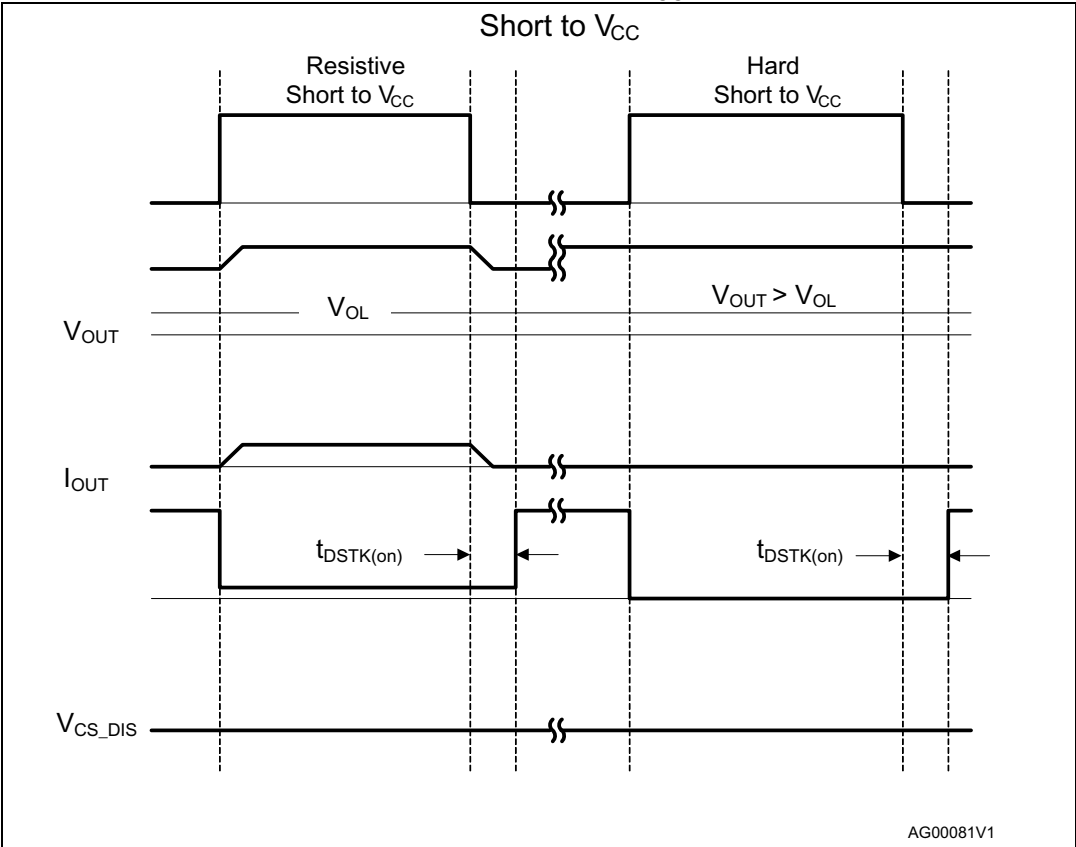 Short to VCC
Resistive
Short to VCC
Hard
Short to VCC
VOL
VOUT > VOL
VOUT
IOUT
tDSTK(on)
tDSTK(on)
VCS_DIS
AG00081V1